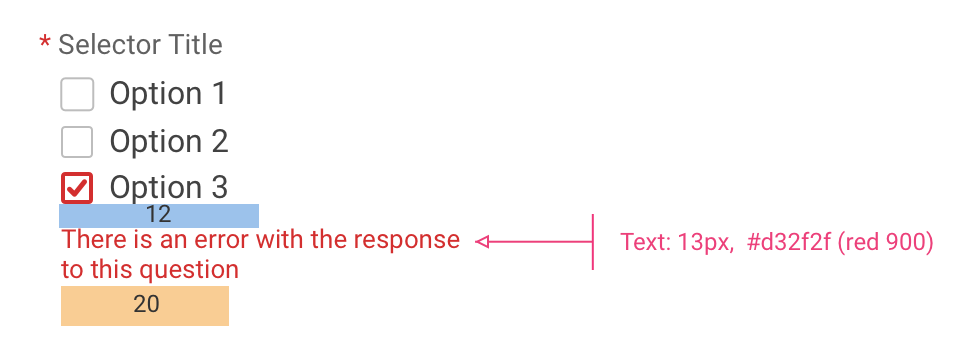 * Selector Title
Option 1
Option 2
Option 3
12
There is an error with the response
to this question
Text: 13px,  #d32f2f (red 900)
20